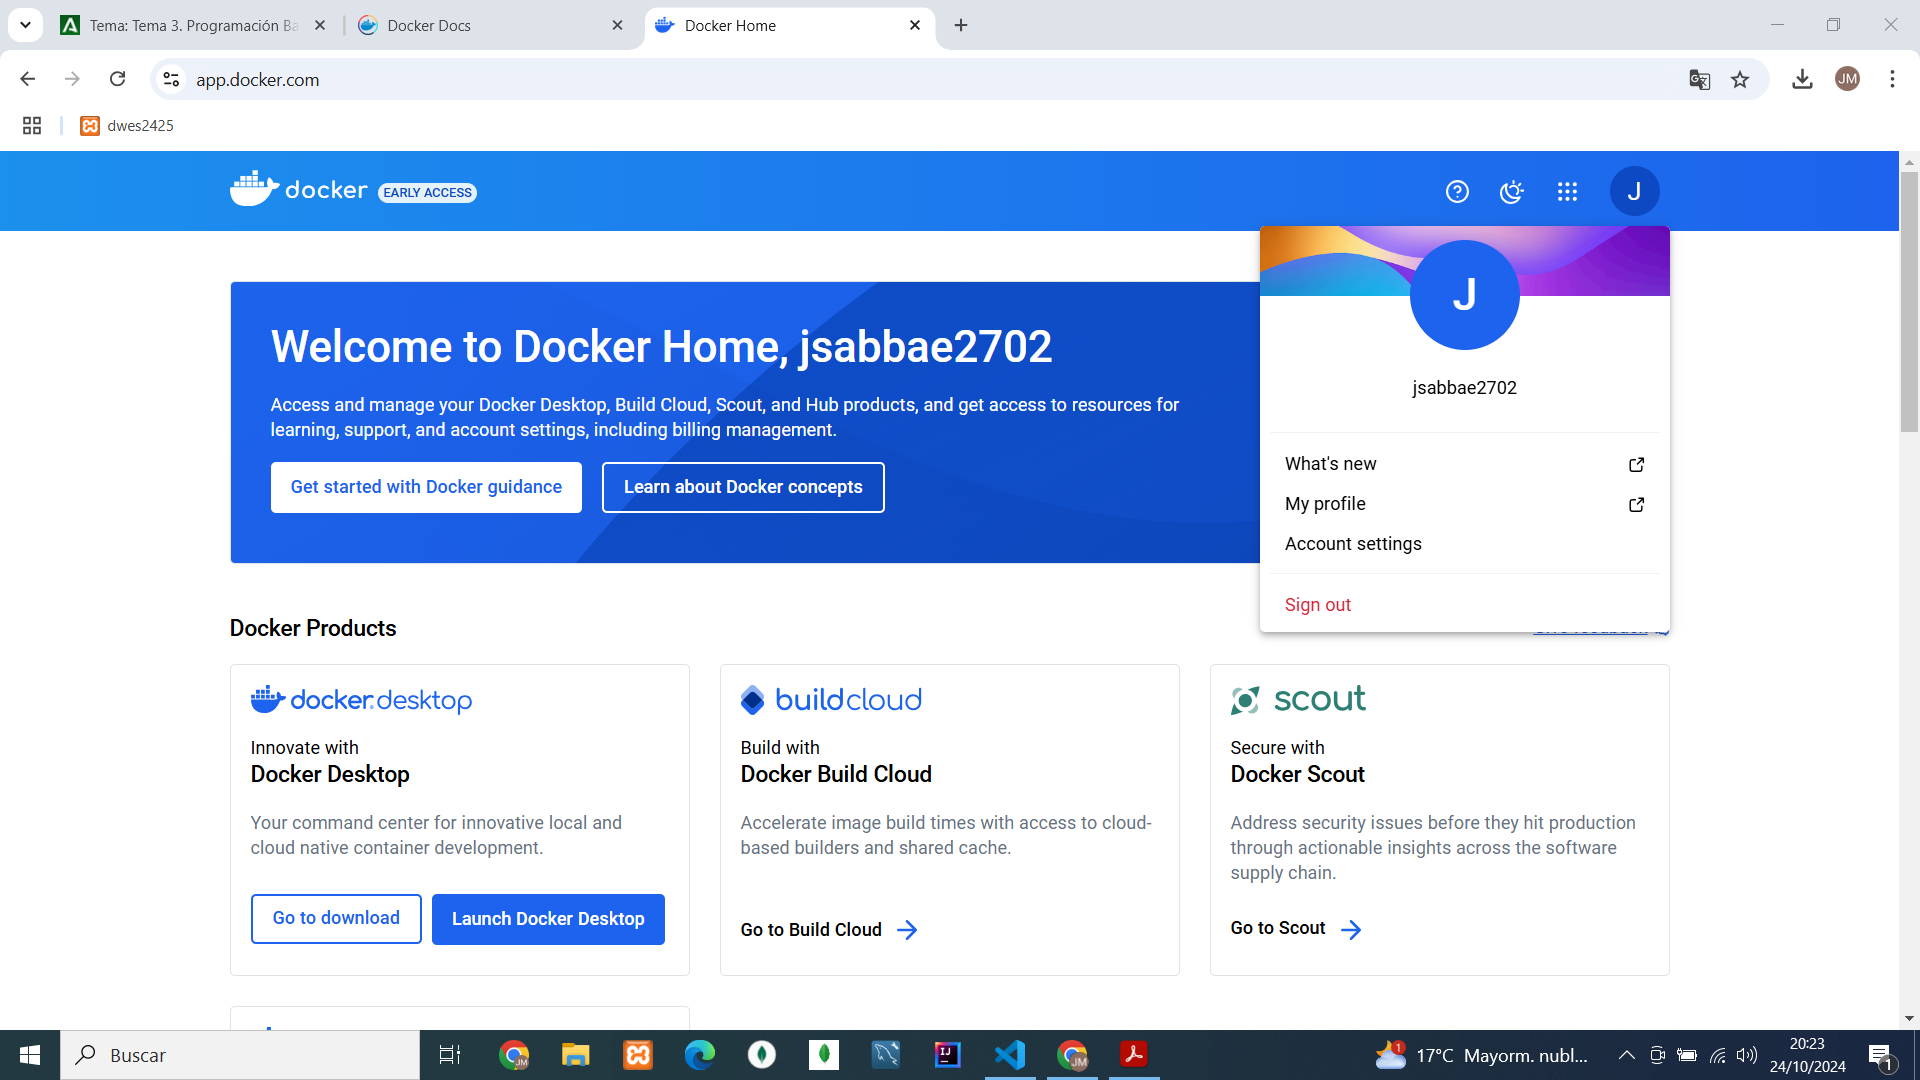 Tema: Tema 3. Programación Ba
Docker Docs
Docker Home
app.docker.com
JM
dwes2425
docker EARLY ACCESS
J
Welcome to Docker Home, jsabbae2702
Access and manage your Docker Desktop, Build Cloud, Scout, and Hub products, and get access to resources for
learning, support, and account settings, including billing management.
Get started with Docker guidance
Learn about Docker concepts
J
jsabbae2702
What's new
My profile
Account settings
Sign out
Docker Products
docker.desktop
Innovate with
Docker Desktop
Your command center for innovative local and
cloud native container development.
Go to download
Launch Docker Desktop
buildcloud
Build with
Docker Build Cloud
Accelerate image build times with access to cloud-
based builders and shared cache.
Go to Build Cloud
scout
Secure with
Docker Scout
Address security issues before they hit production
through actionable insights across the software
supply chain.
Go to Scout
Buscar
JM
IJ
JM
1
17°C Mayorm. nubl...
20:23
24/10/2024
1